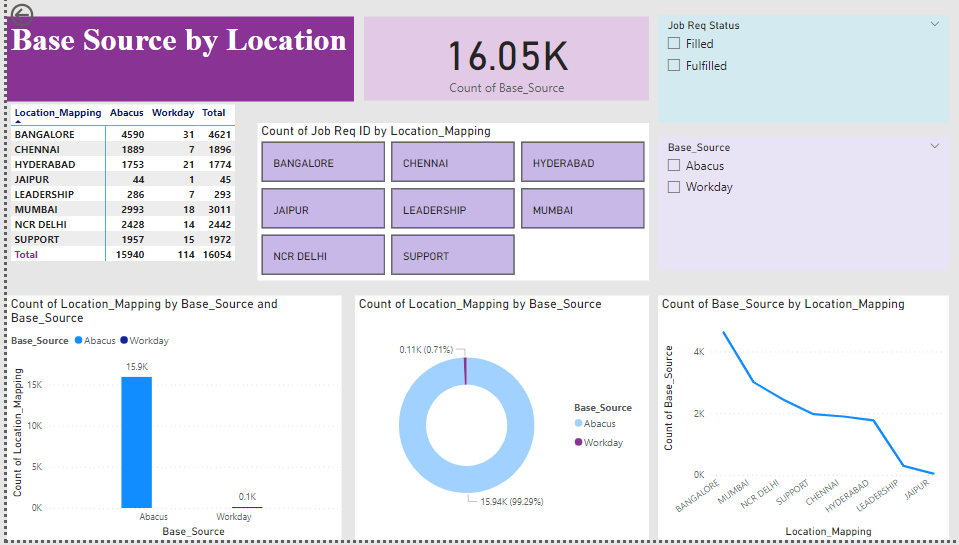 Base Source by Location
16.05K
Count of Base_Source
Job Req Status
Filled
Fulfilled
Location_Mapping Abacus Workday Total
BANGALORE 4590 31 4621
CHENNAI 1889 7 1896
HYDERABAD 1753 21 1774
JAIPUR 44 1 45
LEADERSHIP 286 7 293
MUMBAI 2993 18 3011
NCR DELHI 2428 14 2442
SUPPORT 1957 15 1972
Total 15940 114 16054
Count of Job Req ID by Location_Mapping
BANGALORE CHENNAI HYDERABAD
JAIPUR LEADERSHIP MUMBAI
NCR DELHI SUPPORT
Base_Source
Abacus
Workday
Count of Location_Mapping by Base_Source and
Base_Source
Base_Source Abacus Workday
Count of Location_Mapping
15K
10K
5K
0K
15.9K
0.1K
Abacus Workday
Base_Source
Count of Location_Mapping by Base_Source
0.11K (0.71%)
15.94K (99.29%)
Base_Source
Abacus
Workday
Count of Base_Source by Location_Mapping
Count of Base_Source
4K
2K
0K
BANGALORE
MUMBAI
NCR DELHI
SUPPORT
CHENNAI
HYDERABAD
LEADERSHIP
JAIPUR
Location_Mapping